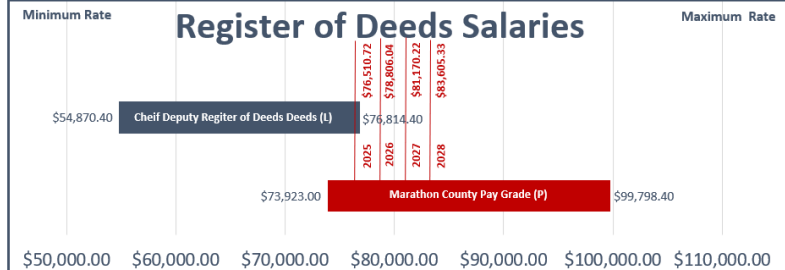 Register of Deeds Salaries
Minimum Rate
Maximum Rate
$76,510.72
$78,806.04
$81,170.22
$83,605.33
$54,870.40
Cheif Deputy Regiter of Deeds Deeds (L)
$76,814.40
2025
2026
2027
2028
$73,923.00
Marathon County Pay Grade (P)
$99,798.40
$50,000.00 $60,000.00 $70,000.00 $80,000.00 $90,000.00 $100,000.00 $110,000.00